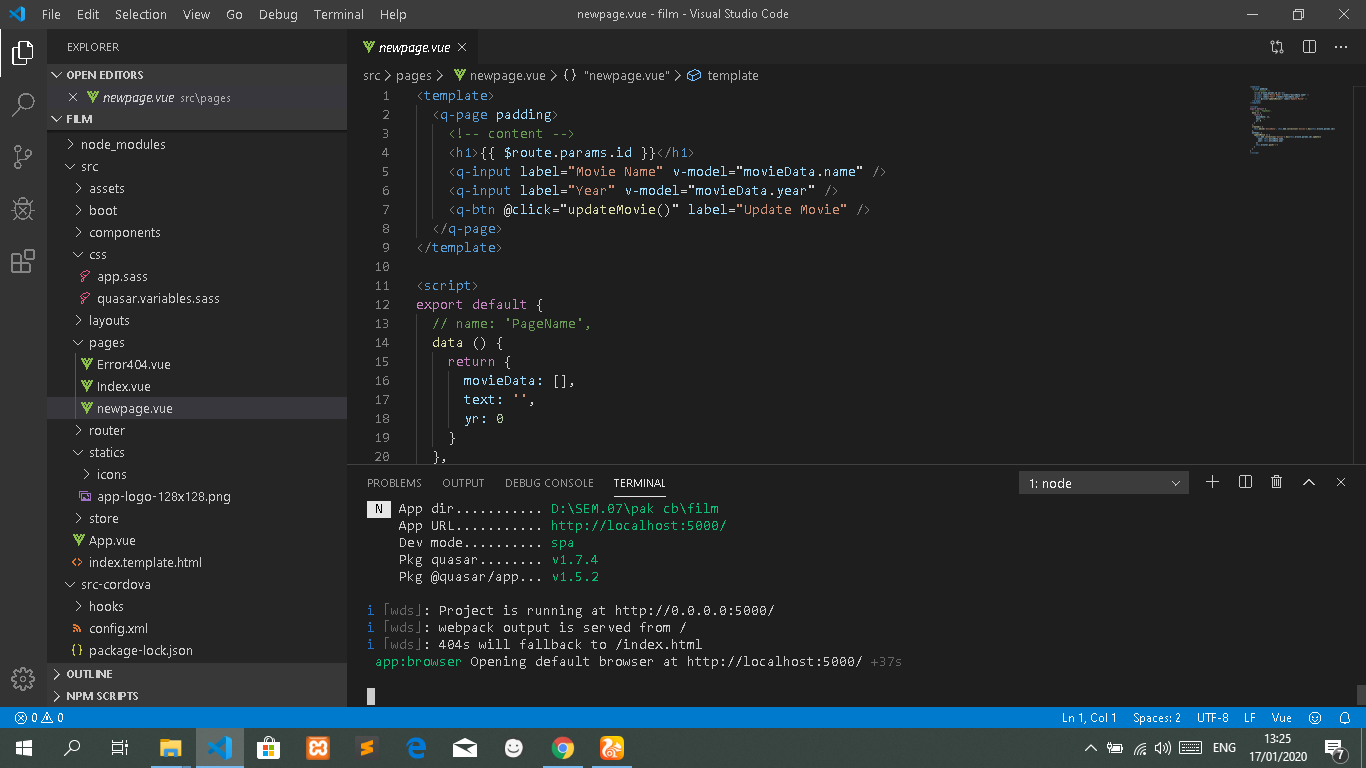 File Edit Selection View Go Debug Terminal Help
newpage.vue - film - Visual Studio Code
EXPLORER
OPEN EDITORS
newpage.vue src\pages
FILM
node_modules
src
assets
boot
components
css
app.sass
quasar.variables.sass
layouts
pages
Error404.vue
Index.vue
newpage.vue
router
statics
icons
app-logo-128x128.png
store
App.vue
index.template.html
src-cordova
hooks
config.xml
package-lock.json
OUTLINE
NPM SCRIPTS
newpage.vue
src > pages > newpage.vue > {} "newpage.vue" > template
1 <template>
2 <q-page padding>
3 <!-- content -->
4 <h1>{{ $route.params.id }}</h1>
5 <q-input label="Movie Name" v-model="movieData.name" />
6 <q-input label="Year" v-model="movieData.year" />
7 <q-btn @click="updateMovie()" label="Update Movie" />
8 </q-page>
9 </template>
10
11 <script>
12 export default {
13 // name: 'PageName',
14 data () {
15 return {
16 movieData: [],
17 text: '',
18 yr: 0
19 }
20 },
PROBLEMS OUTPUT DEBUG CONSOLE TERMINAL
1: node
N App dir........... D:\SEM.07\pak cb\film
App URL........... http://localhost:5000/
Dev mode.......... spa
Pkg quasar........ v1.7.4
Pkg @quasar/app... v1.5.2
i ｢wds｣: Project is running at http://0.0.0.0:5000/
i ｢wds｣: webpack output is served from /
i ｢wds｣: 404s will fallback to /index.html
app:browser Opening default browser at http://localhost:5000/ +37s
0 0
Ln 1, Col 1 Spaces: 2 UTF-8 LF Vue
ENG
13:25
17/01/2020
7